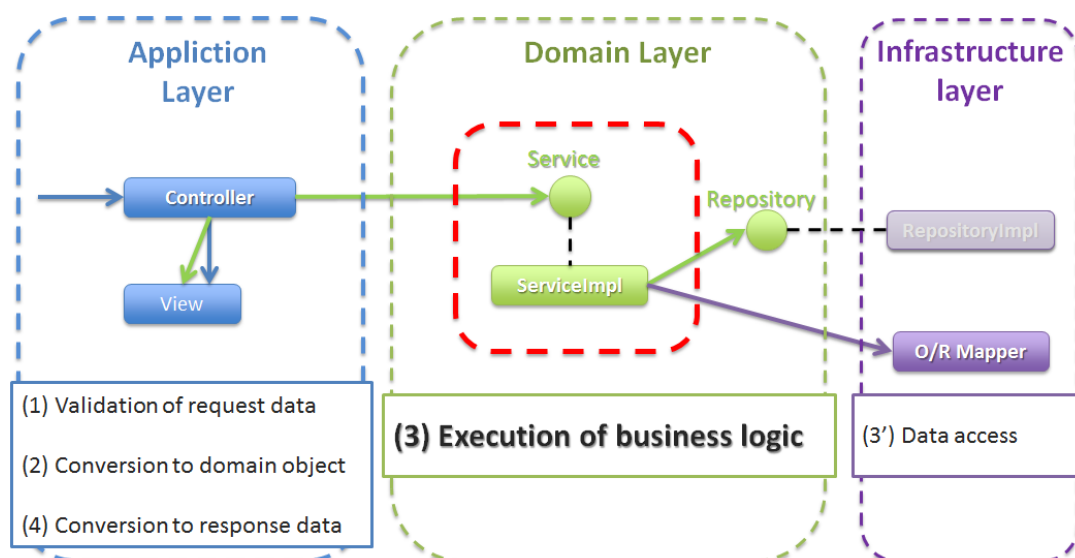 Appliction
Layer
Domain Layer
Infrastructure
layer
Service
Controller
Repository
RepositoryImpl
ServiceImpl
View
O/R Mapper
(1) Validation of request data
(2) Conversion to domain object
(4) Conversion to response data
(3) Execution of business logic
(3’) Data access